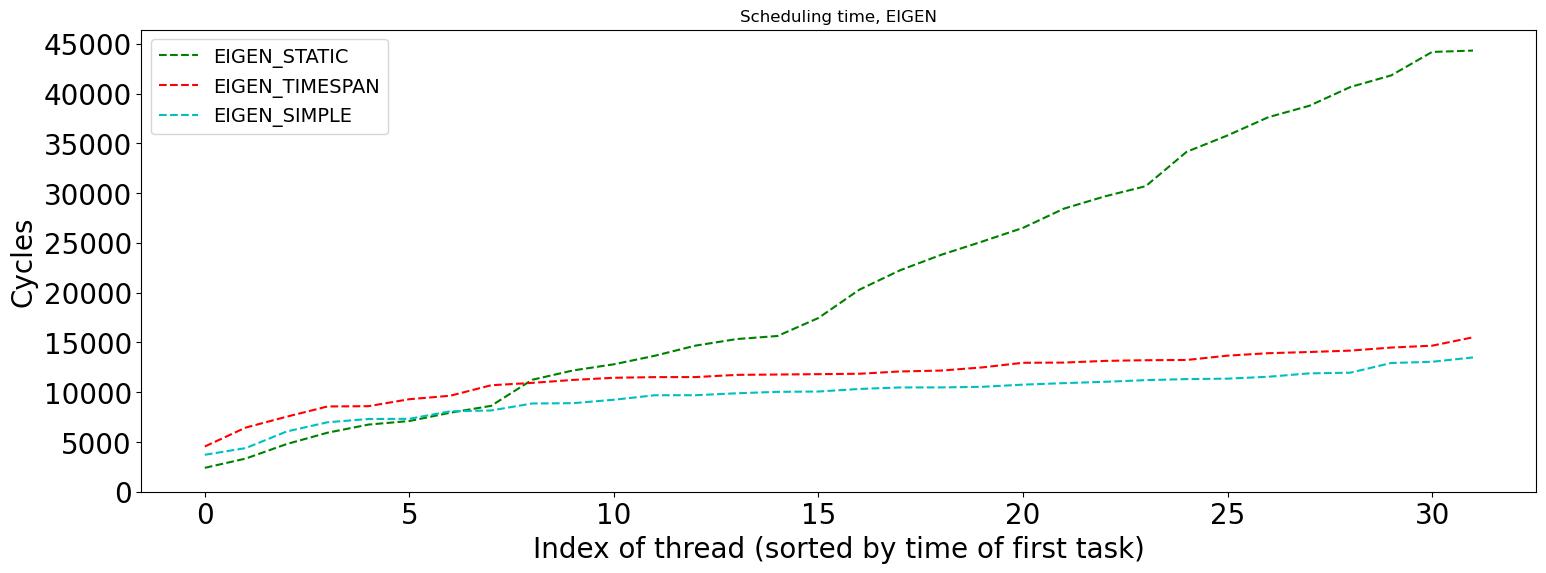 Scheduling time, EIGEN
45000
40000
35000
30000
25000
20000
15000
10000
5000
0
Cycles
EIGEN_STATIC
EIGEN_TIMESPAN
EIGEN_SIMPLE
0 5 10 15 20 25 30
Index of thread (sorted by time of first task)